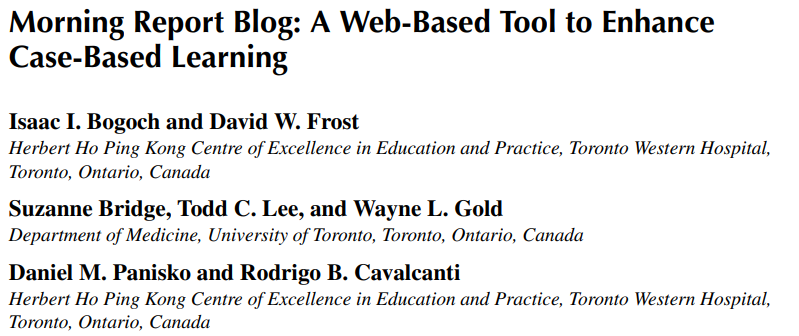 Morning Report Blog: A Web-Based Tool to Enhance
Case-Based Learning
Isaac I. Bogoch and David W. Frost
Herbert Ho Ping Kong Centre of Excellence in Education and Practice, Toronto Western Hospital,
Toronto, Ontario, Canada
Suzanne Bridge, Todd C. Lee, and Wayne L. Gold
Department of Medicine, University of Toronto, Toronto, Ontario, Canada
Daniel M. Panisko and Rodrigo B. Cavalcanti
Herbert Ho Ping Kong Centre of Excellence in Education and Practice, Toronto Western Hospital,
Toronto, Ontario, Canada